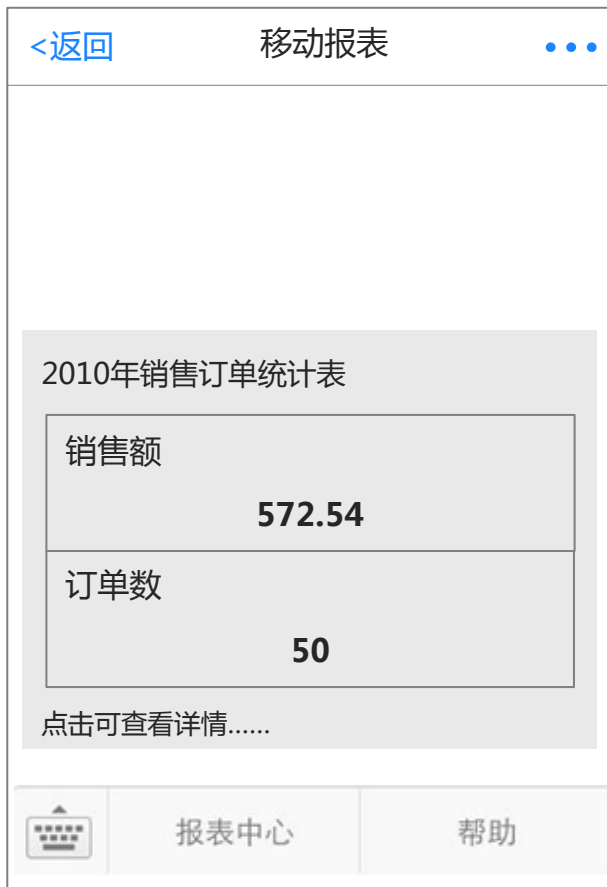 <返回 移动报表 •••
2010年销售订单统计表
销售额
572.54
订单数
50
点击可查看详情......
报表中心 帮助